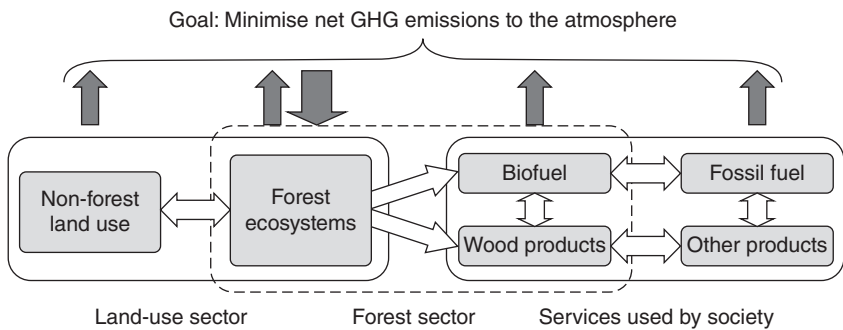 Goal: Minimise net GHG emissions to the atmosphere
Non-forest
land use
Forest
ecosystems
Biofuel
Fossil fuel
Wood products
Other products
Land-use sector
Forest sector
Services used by society